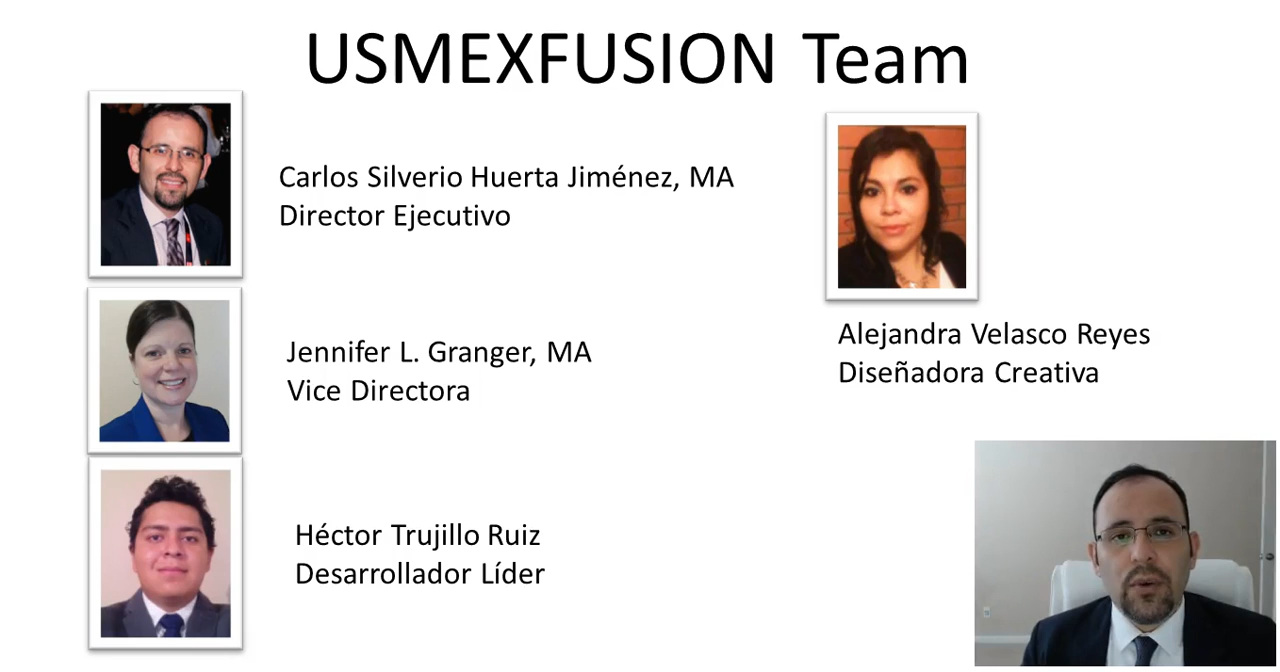 USMEXFUSION Team
Carlos Silverio Huerta Jiménez, MA
Director Ejecutivo
Jennifer L. Granger, MA
Vice Directora
Héctor Trujillo Ruiz
Desarrollador Líder
Alejandra Velasco Reyes
Diseñadora Creativa